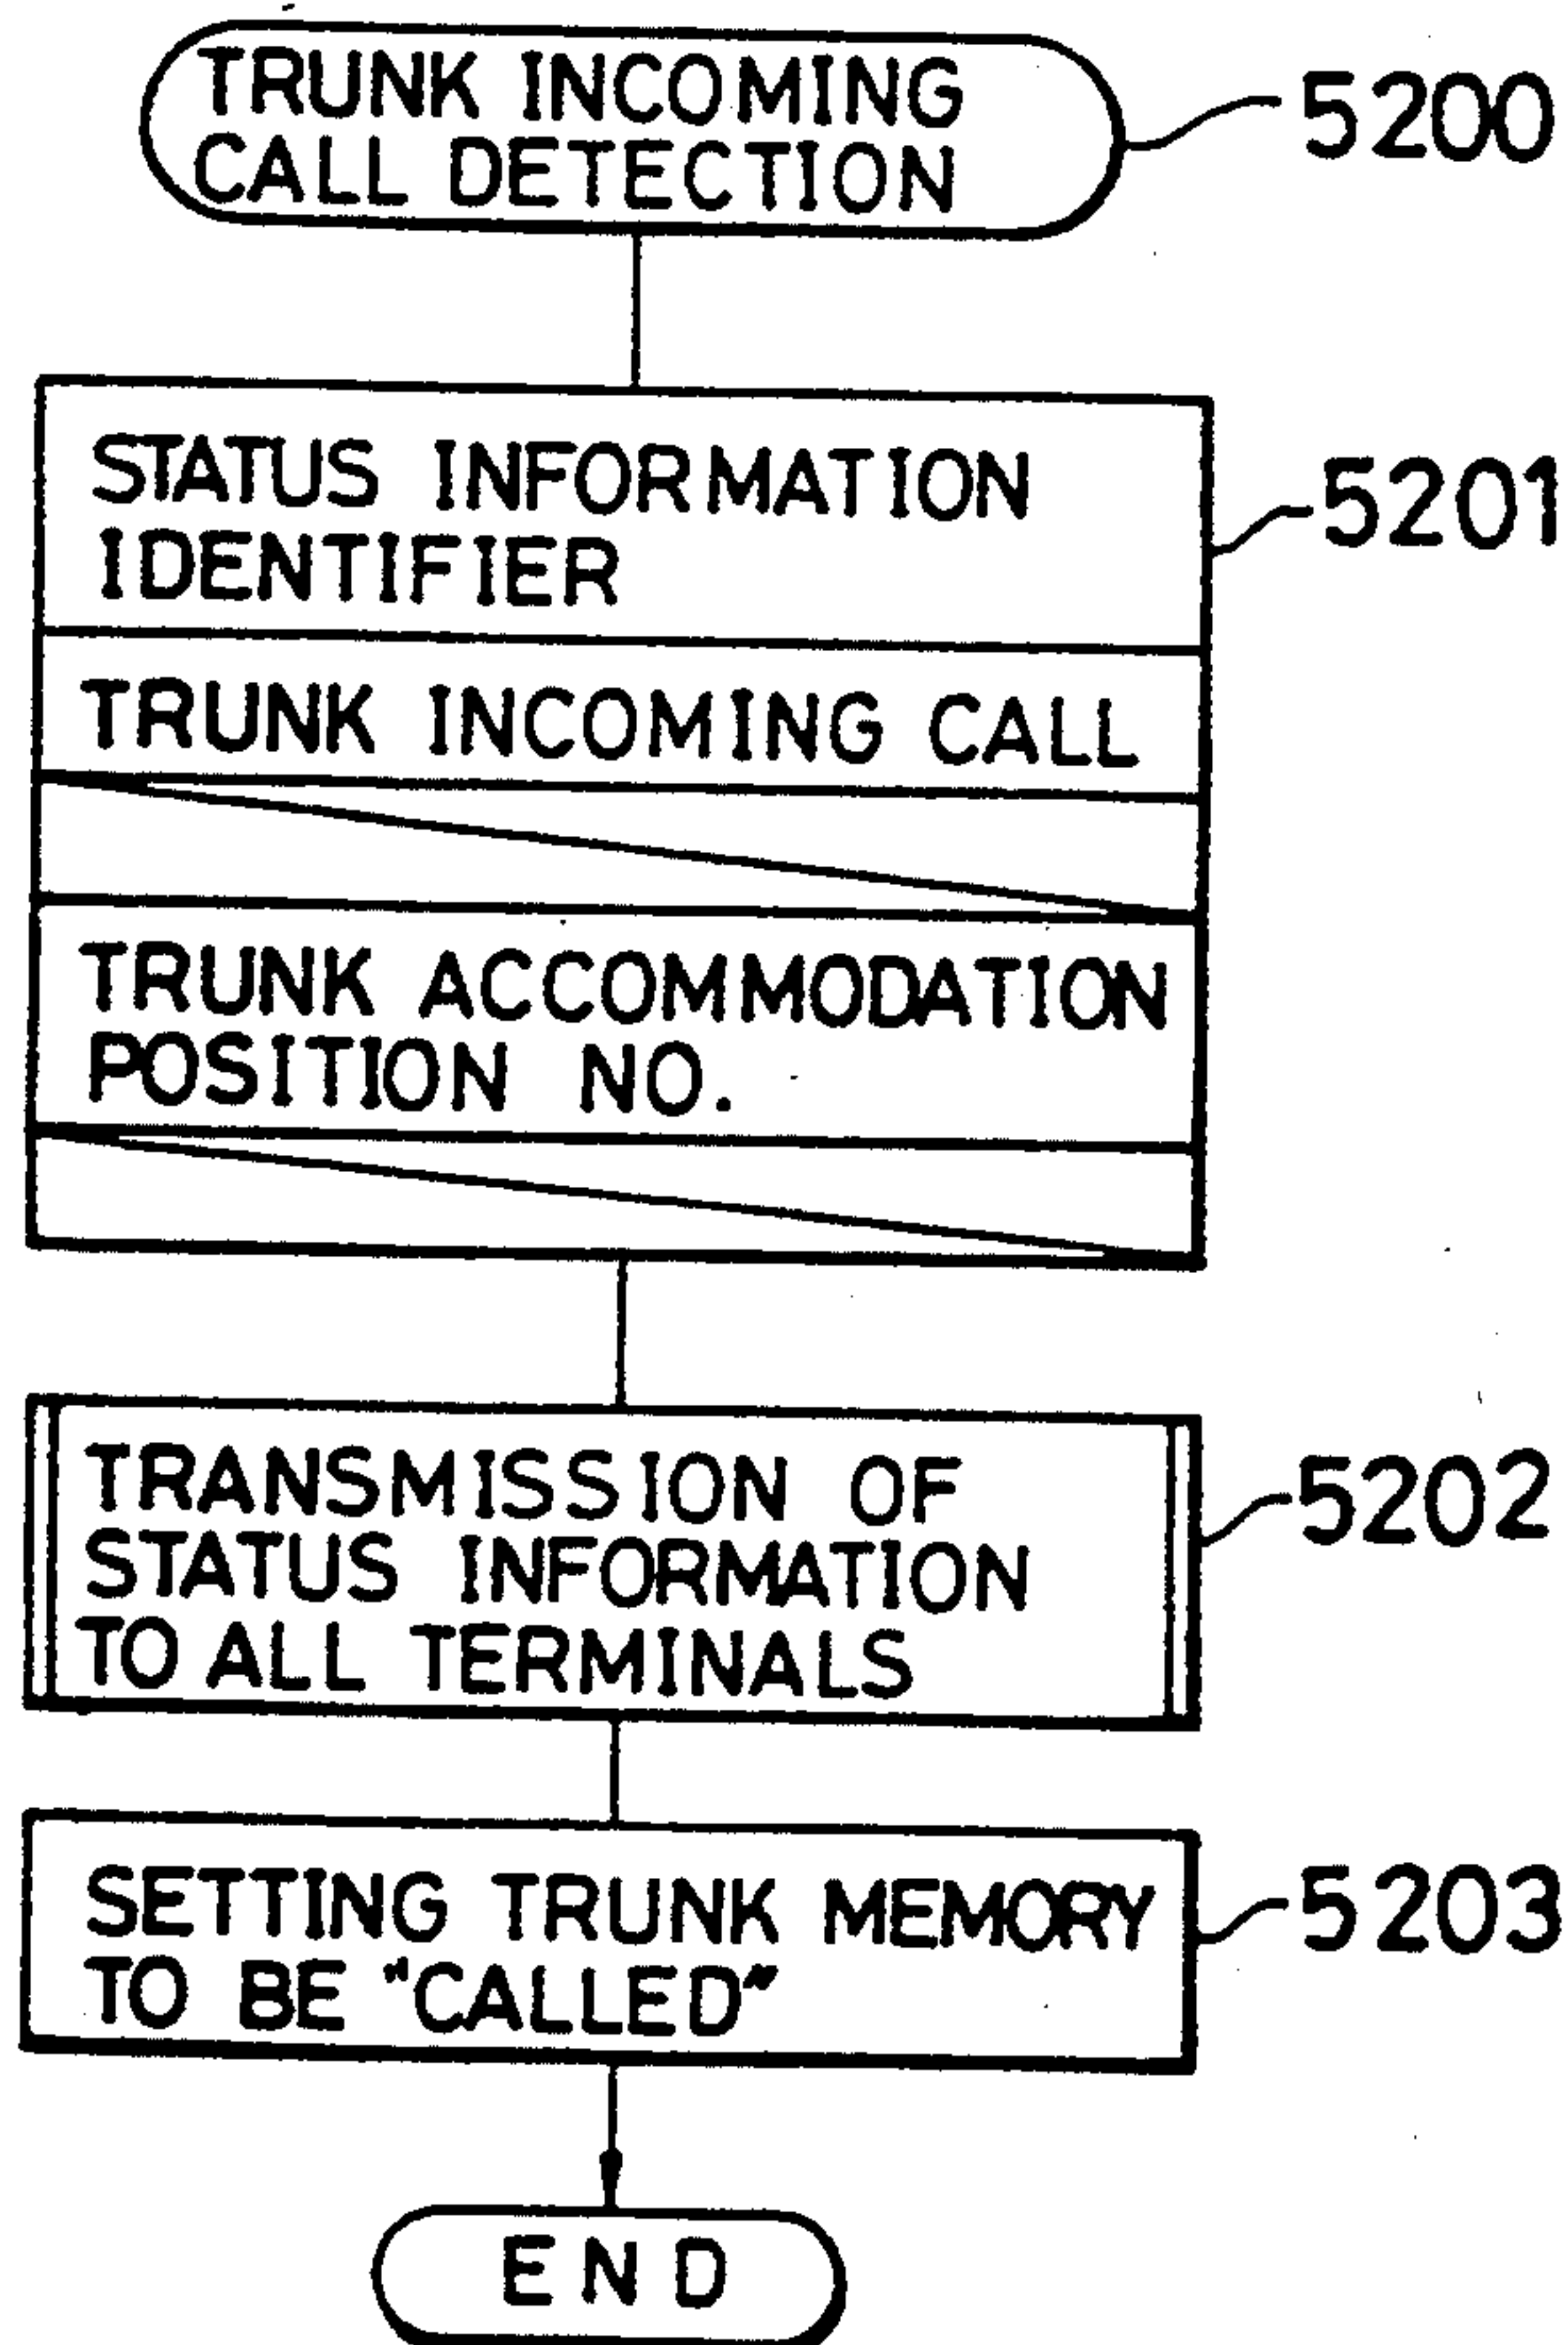 TRUNK INCOMING
CALL DETECTION
5200
STATUS INFORMATION
IDENTIFIER
5201
TRUNK INCOMING CALL
TRUNK ACCOMMODATION
POSITION NO.
TRANSMISSION OF
STATUS INFORMATION
TO ALL TERMINALS
5202
SETTING TRUNK MEMORY
TO BE "CALLED"
5203
END